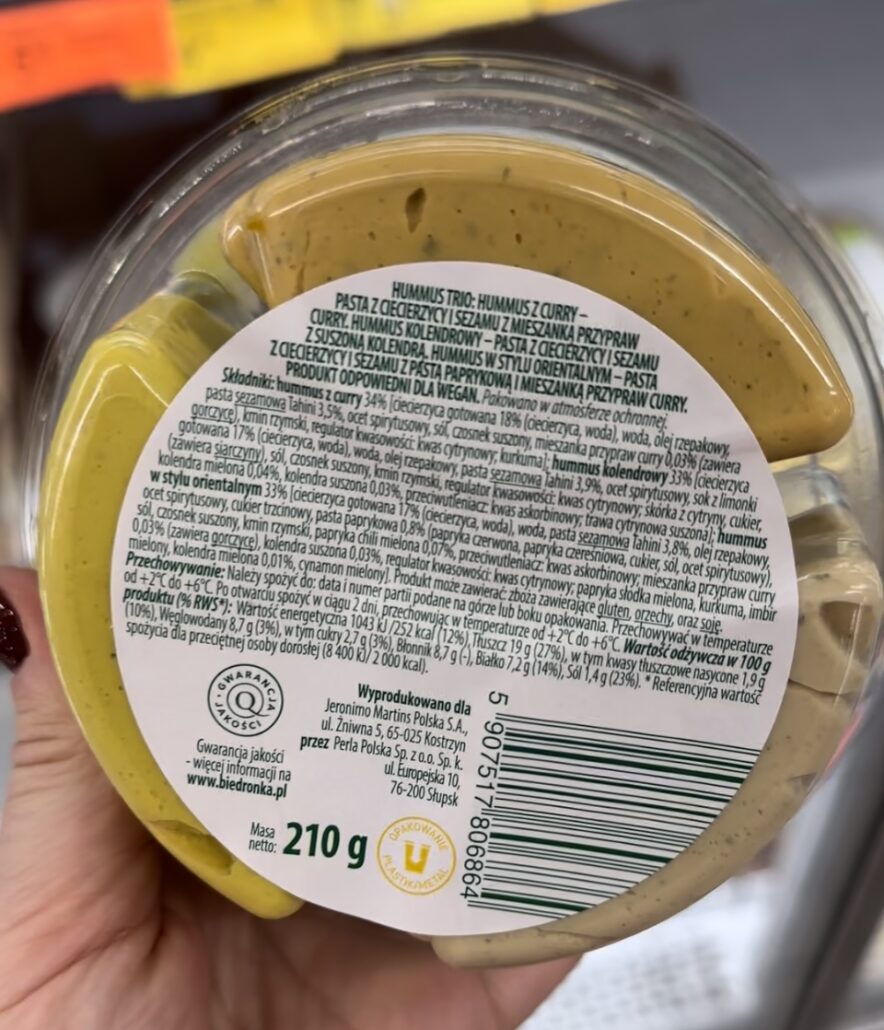 HUMMUS TRIO: HUMMUS Z CURRY –
PASTA Z CIECIERZYCY I SEZAMU Z MIESZANKĄ PRZYPRAW
CURRY. HUMMUS KOLENDROWY – PASTA Z CIECIERZYCY I SEZAMU
Z SUSZONĄ KOLENDRĄ. HUMMUS W STYLU ORIENTALNYM – PASTA
Z CIECIERZYCY I SEZAMU Z PASTĄ PAPRYKOWĄ I MIESZANKĄ PRZYPRAW CURRY.
PRODUKT ODPOWIEDNI DLA WEGAN. Pakowano w atmosferze ochronnej.
Składniki: hummus z curry 34% [ciecierzyca gotowana 18% (ciecierzyca, woda), woda, olej rzepakowy,
pasta sezamowa Tahini 3,5%, ocet spirytusowy, sól, czosnek suszony, mieszanka przypraw curry 0,03% (zawiera
gorczycę), kmin rzymski, regulator kwasowości: kwas cytrynowy; kurkuma]; hummus kolendrowy 33% [ciecierzyca
gotowana 17% (ciecierzyca, woda), woda, olej rzepakowy, pasta sezamowa Tahini 3,9%, ocet spirytusowy, sok z limonki
(zawiera siarczyny), sól, czosnek suszony, kmin rzymski, regulator kwasowości: kwas cytrynowy; skórka z cytryny, cukier,
kolendra mielona 0,04%, kolendra suszona 0,03%, przeciwutleniacz: kwas askorbinowy; trawa cytrynowa suszona]; hummus
w stylu orientalnym 33% [ciecierzyca gotowana 17% (ciecierzyca, woda), woda, pasta sezamowa Tahini 3,8%, olej rzepakowy,
ocet spirytusowy, cukier trzcinowy, pasta paprykowa 0,8% (papryka czerwona, papryka czereśniowa, cukier, sól, ocet spirytusowy),
sól, czosnek suszony, kmin rzymski, papryka chili mielona 0,07%, przeciwutleniacz: kwas askorbinowy; mieszanka przypraw curry
0,03% (zawiera gorczycę), kolendra suszona 0,03%, regulator kwasowości: kwas cytrynowy; papryka słodka mielona, kurkuma, imbir
mielony, kolendra mielona 0,01%, cynamon mielony]. Produkt może zawierać zboża zawierające gluten, orzechy, oraz soję.
Przechowywanie: Należy spożyć do: data i numer partii podane na górze lub boku opakowania. Przechowywać w temperaturze
od +2°C do +6°C. Po otwarciu spożyć w ciągu 2 dni, przechowując w temperaturze od +2°C do +6°C. Wartość odżywcza w 100 g
produktu (% RWS*): Wartość energetyczna 1043 kJ /252 kcal (12%), Tłuszcz 19 g (27%), w tym kwasy tłuszczowe nasycone 1,9 g
(10%), Węglowodany 8,7 g (3%), w tym cukry 2,7 g (3%), Błonnik 8,7 g (-), Białko 7,2 g (14%), Sól 1,4 g (23%). * Referencyjna wartość
spożycia dla przeciętnej osoby dorosłej (8 400 kJ/ 2 000 kcal).
GWARANCJA
Q
JAKOŚCI
Gwarancja jakości
- więcej informacji na
www.biedronka.pl
Wyprodukowano dla
Jeronimo Martins Polska S.A.,
ul. Żniwna 5, 65-025 Kostrzyn
przez Perla Polska Sp. z o.o. Sp. k.
ul. Europejska 10,
76-200 Słupsk
Masa
netto: 210 g
OPAKOWANIE
PLASTIK/METAL
5 907517 806864